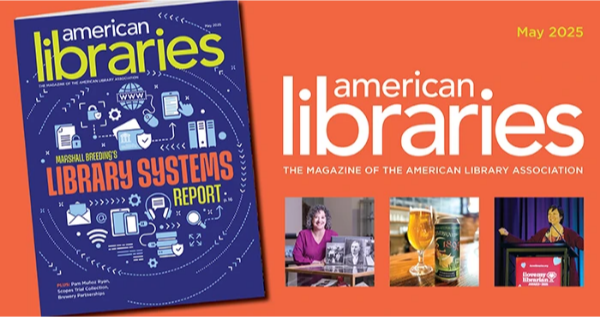 american
libraries
May 2025
THE MAGAZINE OF THE AMERICAN LIBRARY ASSOCIATION
WWW
MARSHALL BREEDING'S
LIBRARY SYSTEMS
REPORT
PLUS: Pam Muñoz Ryan,
Scopes Trial Collection,
Brewery Partnerships
May 2025
american
libraries
THE MAGAZINE OF THE AMERICAN LIBRARY ASSOCIATION